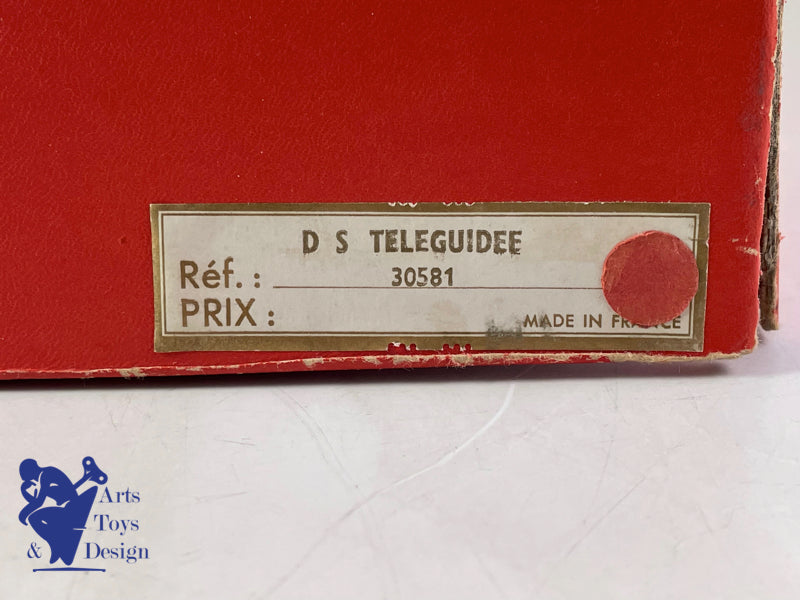 D S TELEGUIDEE
Réf. : 30581
PRIX :
MADE IN FRANCE
Arts
Toys
& Design